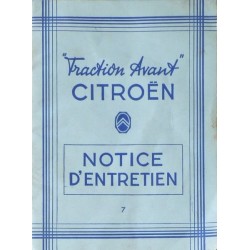 "Traction Avant"
CITROËN
NOTICE
D'ENTRETIEN
7